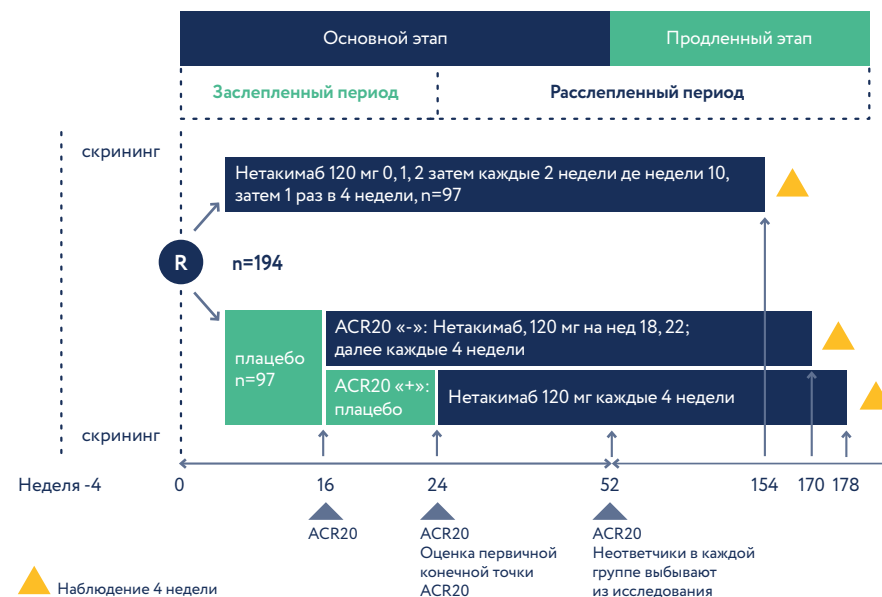 Основной этап
Продленный этап
Заслепленный период
Расслепленный период
скрининг
Нетакимаб 120 мг 0, 1, 2 затем каждые 2 недели де недели 10,
затем 1 раз в 4 недели, n=97
R
n=194
плацебо
n=97
ACR20 «-»: Нетакимаб, 120 мг на нед 18, 22;
далее каждые 4 недели
ACR20 «+»:
плацебо
Нетакимаб 120 мг каждые 4 недели
скрининг
Неделя -4
0
16
24
52
154
170
178
ACR20
ACR20
Оценка первичной
конечной точки
ACR20
ACR20
Неответчики в каждой
группе выбывают
из исследования
Наблюдение 4 недели